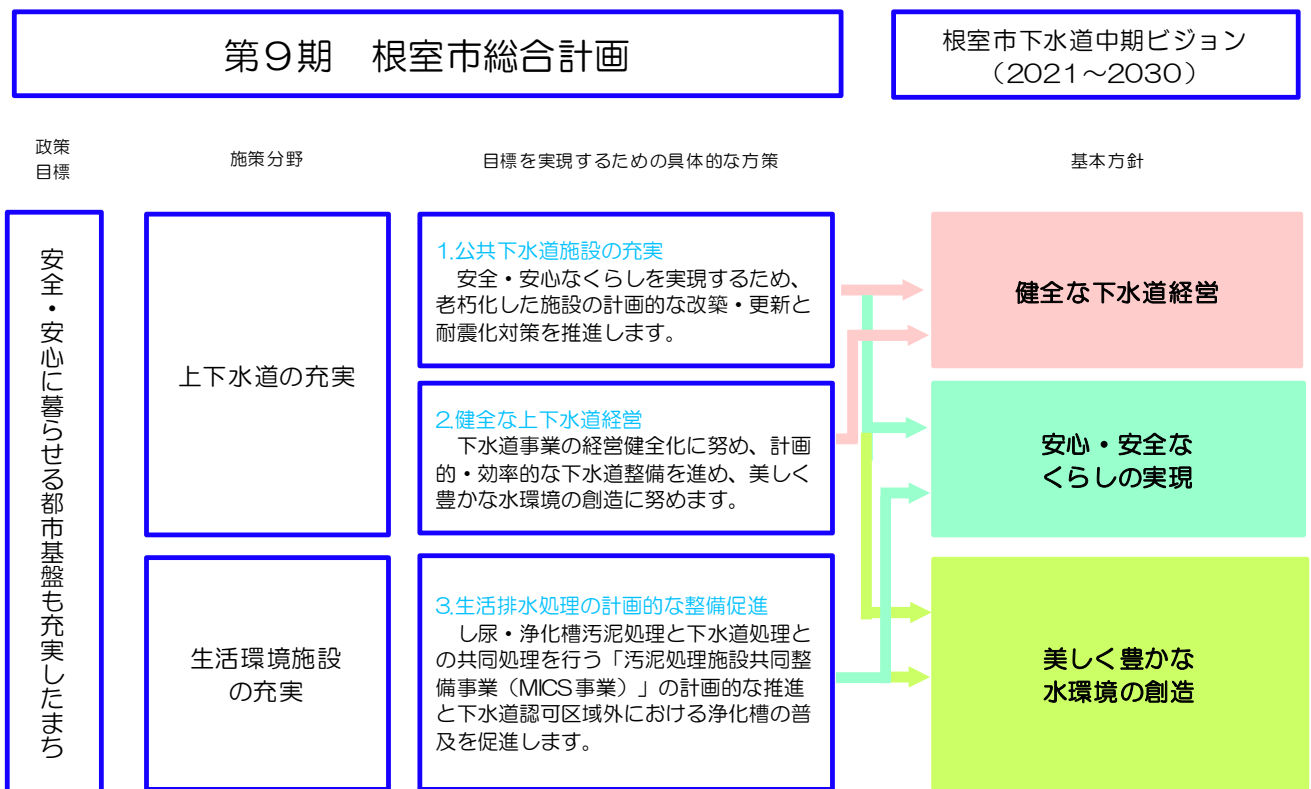 第9期　根室市総合計画
根室市下水道中期ビジョン
（2021～2030）
政策
目標
施策分野
目標を実現するための具体的な方策
基本方針
安全・安心に暮らせる都市基盤も充実したまち
上下水道の充実
1.公共下水道施設の充実
　安全・安心なくらしを実現するため、
老朽化した施設の計画的な改築・更新と
耐震化対策を推進します。
2.健全な上下水道経営
　下水道事業の経営健全化に努め、計画
的・効率的な下水道整備を進め、美しく
豊かな水環境の創造に努めます。
生活環境施設
の充実
3.生活排水処理の計画的な整備促進
　し尿・浄化槽汚泥処理と下水道処理と
の共同処理を行う「汚泥処理施設共同整
備事業（MICS事業）」の計画的な推進
と下水道認可区域外における浄化槽の普
及を促進します。
健全な下水道経営
安心・安全な
くらしの実現
美しく豊かな
水環境の創造